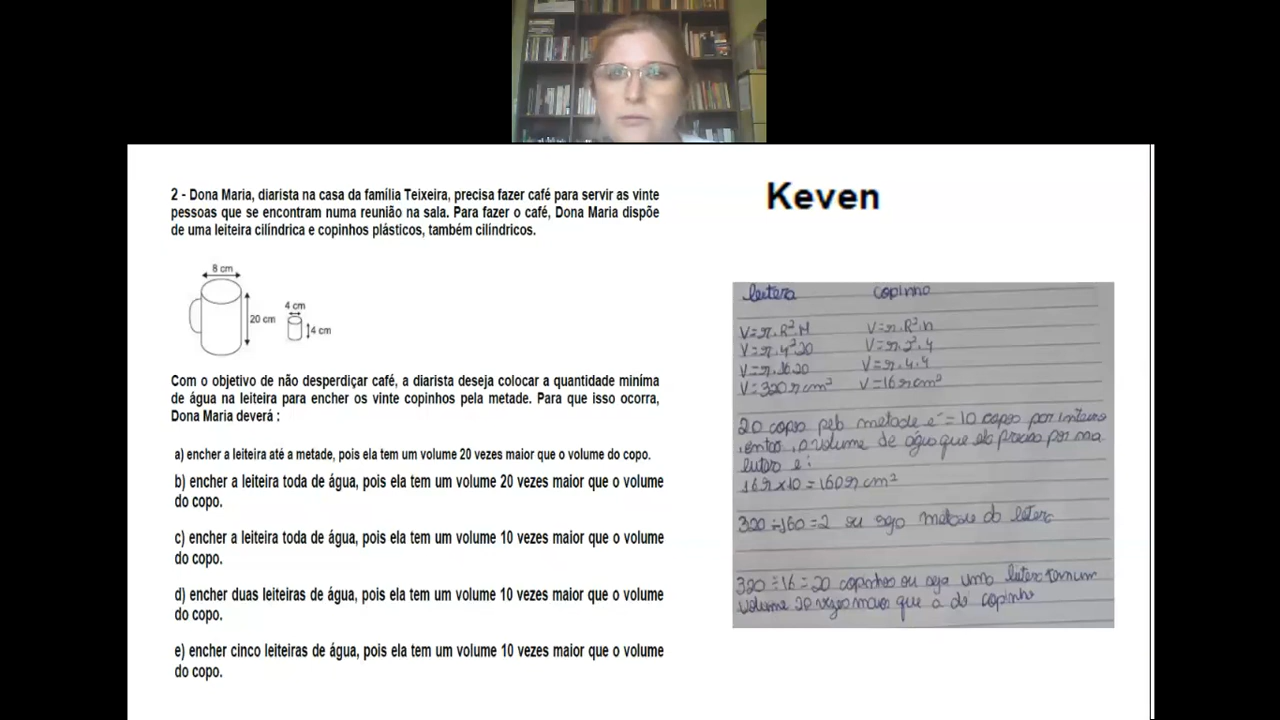 2 - Dona Maria, diarista na casa da família Teixeira, precisa fazer café para servir as vinte
pessoas que se encontram numa reunião na sala. Para fazer o café, Dona Maria dispõe
de uma leiteira cilíndrica e copinhos plásticos, também cilíndricos.
8 cm
20 cm
4 cm
4 cm
Com o objetivo de não desperdiçar café, a diarista deseja colocar a quantidade miníma
de água na leiteira para encher os vinte copinhos pela metade. Para que isso ocorra,
Dona Maria deverá :
a) encher a leiteira até a metade, pois ela tem um volume 20 vezes maior que o volume do copo.
b) encher a leiteira toda de água, pois ela tem um volume 20 vezes maior que o volume
do copo.
c) encher a leiteira toda de água, pois ela tem um volume 10 vezes maior que o volume
do copo.
d) encher duas leiteiras de água, pois ela tem um volume 10 vezes maior que o volume
do copo.
e) encher cinco leiteiras de água, pois ela tem um volume 10 vezes maior que o volume
do copo.
Keven
leitera copinho
V=π.R².H V=π.R².h
V=π.4².20 V=π.2².4
V=π.16.20 V=π.4.4
V=320π cm³ V=16π cm³
20 copos pela metade é = 10 copos por inteiro
, o volume de água que ela precisa por na
leitera é:
16π x 10 = 160π cm³
320 ÷ 160 = 2 ou seja metade da leitera
320 ÷ 16 = 20 copinhos ou seja uma leitera tem um
volume 20 vezes maior que a do copinho